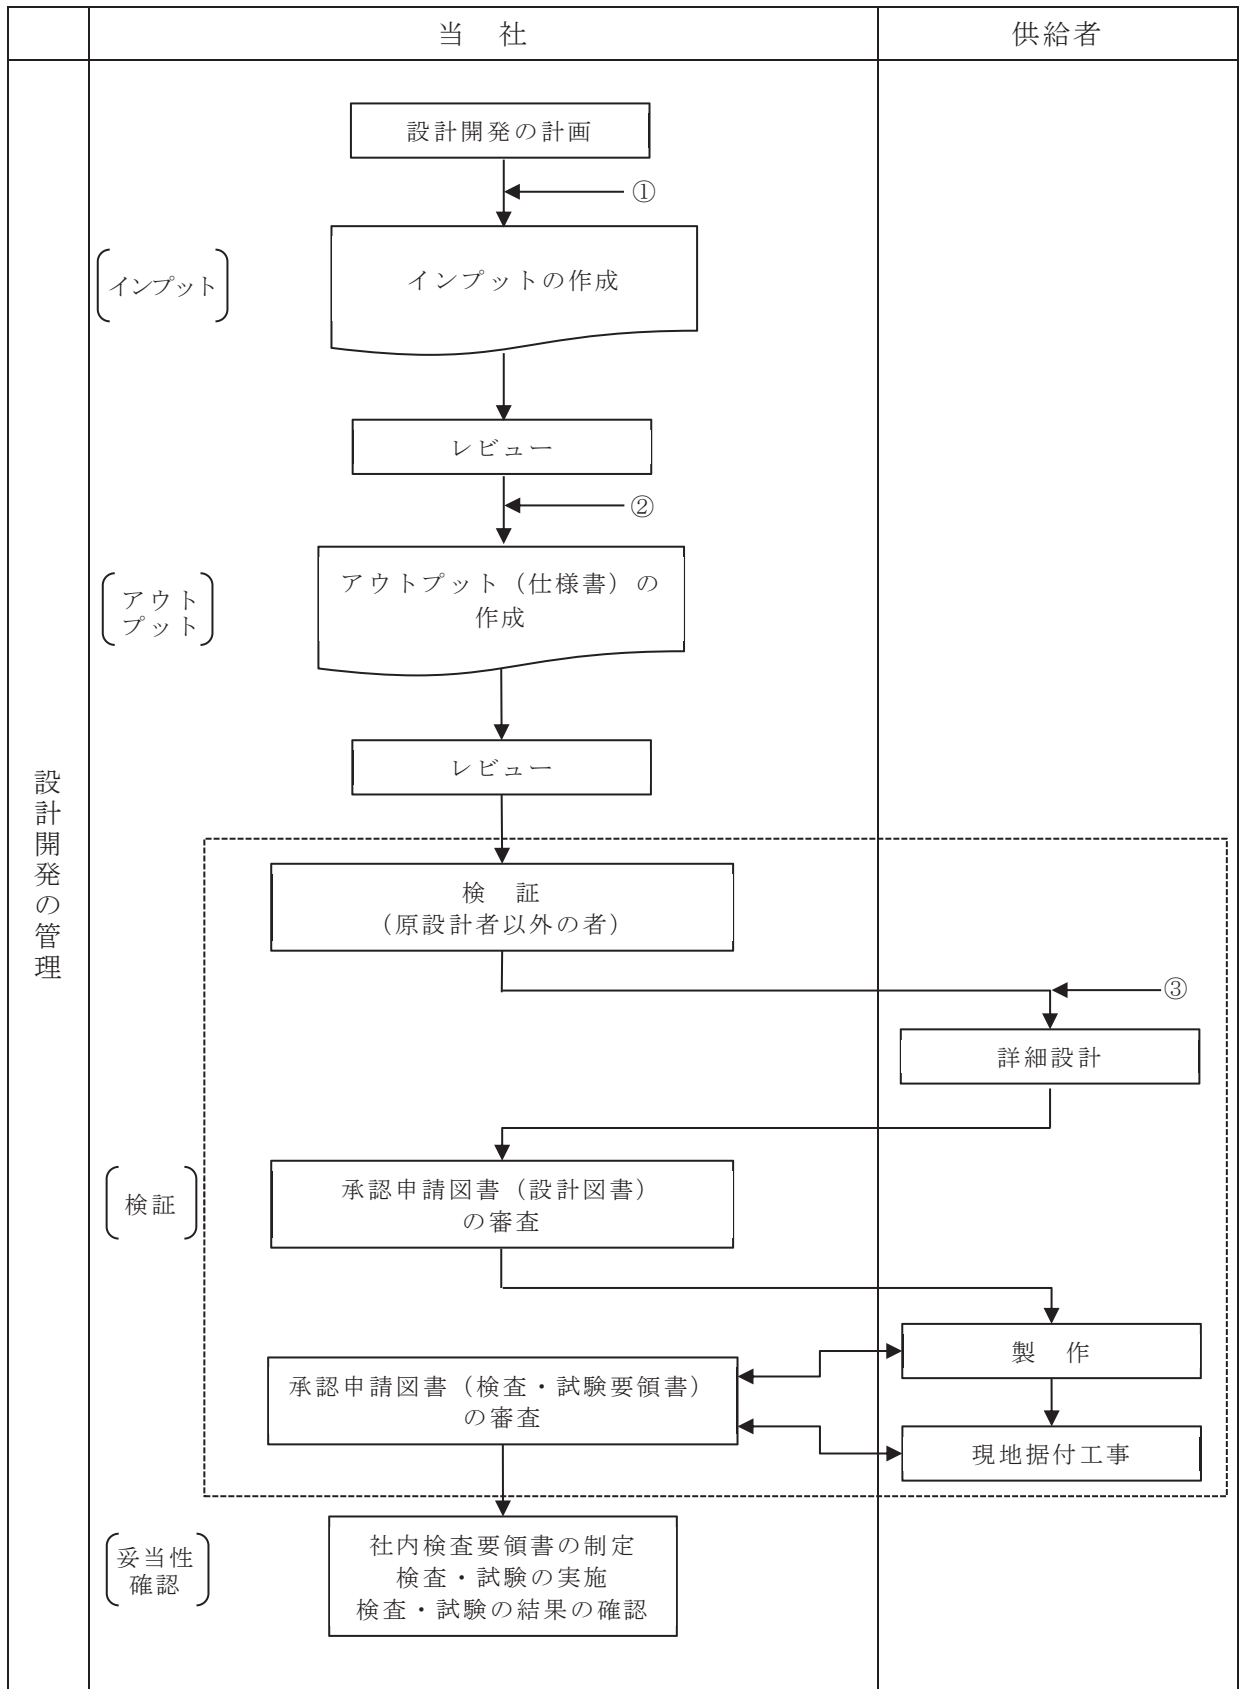 当　社
供給者
設計開発の計画
①
インプットの作成
インプット
レビュー
②
アウトプット（仕様書）の
作成
アウト
プット
レビュー
設計開発の管理
検　証
（原設計者以外の者）
③
詳細設計
承認申請図書（設計図書）
の審査
検証
製　作
承認申請図書（検査・試験要領書）
の審査
現地据付工事
社内検査要領書の制定
検査・試験の実施
検査・試験の結果の確認
妥当性
確認